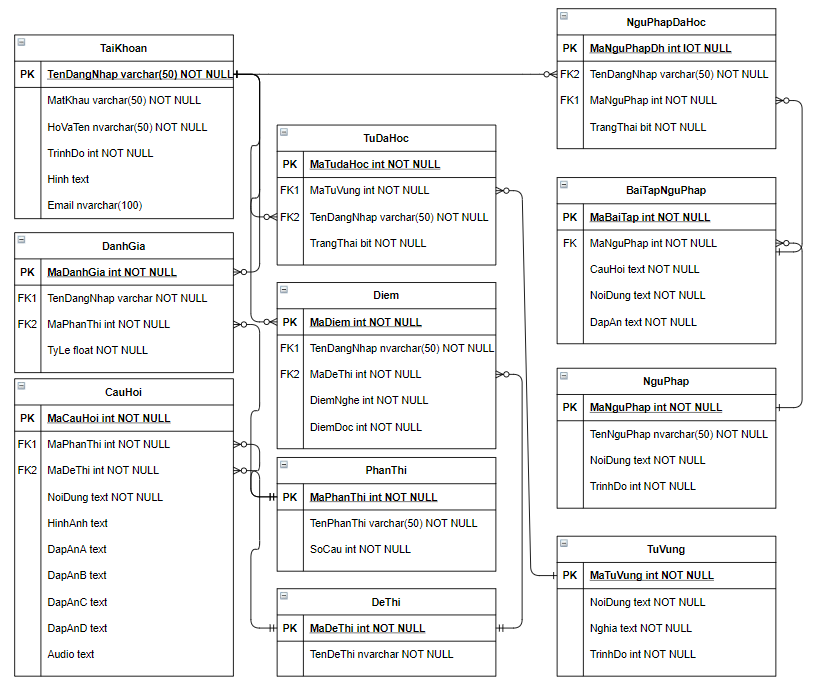 TaiKhoan
PK TenDangNhap varchar(50) NOT NULL
MatKhau varchar(50) NOT NULL
HoVaTen nvarchar(50) NOT NULL
TrinhDo int NOT NULL
Hinh text
Email nvarchar(100)
DanhGia
PK MaDanhGia int NOT NULL
FK1 TenDangNhap varchar NOT NULL
FK2 MaPhanThi int NOT NULL
TyLe float NOT NULL
CauHoi
PK MaCauHoi int NOT NULL
FK1 MaPhanThi int NOT NULL
FK2 MaDeThi int NOT NULL
NoiDung text NOT NULL
HinhAnh text
DapAnA text
DapAnB text
DapAnC text
DapAnD text
Audio text
TuDaHoc
PK MaTudaHoc int NOT NULL
FK1 MaTuVung int NOT NULL
FK2 TenDangNhap varchar(50) NOT NULL
TrangThai bit NOT NULL
Diem
PK MaDiem int NOT NULL
FK1 TenDangNhap nvarchar(50) NOT NULL
FK2 MaDeThi int NOT NULL
DiemNghe int NOT NULL
DiemDoc int NOT NULL
PhanThi
PK MaPhanThi int NOT NULL
TenPhanThi varchar(50) NOT NULL
SoCau int NOT NULL
DeThi
PK MaDeThi int NOT NULL
TenDeThi nvarchar NOT NULL
NguPhapDaHoc
PK MaNguPhapDh int IOT NULL
FK2 TenDangNhap varchar(50) NOT NULL
FK1 MaNguPhap int NOT NULL
TrangThai bit NOT NULL
BaiTapNguPhap
PK MaBaiTap int NOT NULL
FK MaNguPhap int NOT NULL
CauHoi text NOT NULL
NoiDung text NOT NULL
DapAn text NOT NULL
NguPhap
PK MaNguPhap int NOT NULL
TenNguPhap nvarchar(50) NOT NULL
NoiDung text NOT NULL
TrinhDo int NOT NULL
TuVung
PK MaTuVung int NOT NULL
NoiDung text NOT NULL
Nghia text NOT NULL
TrinhDo int NOT NULL